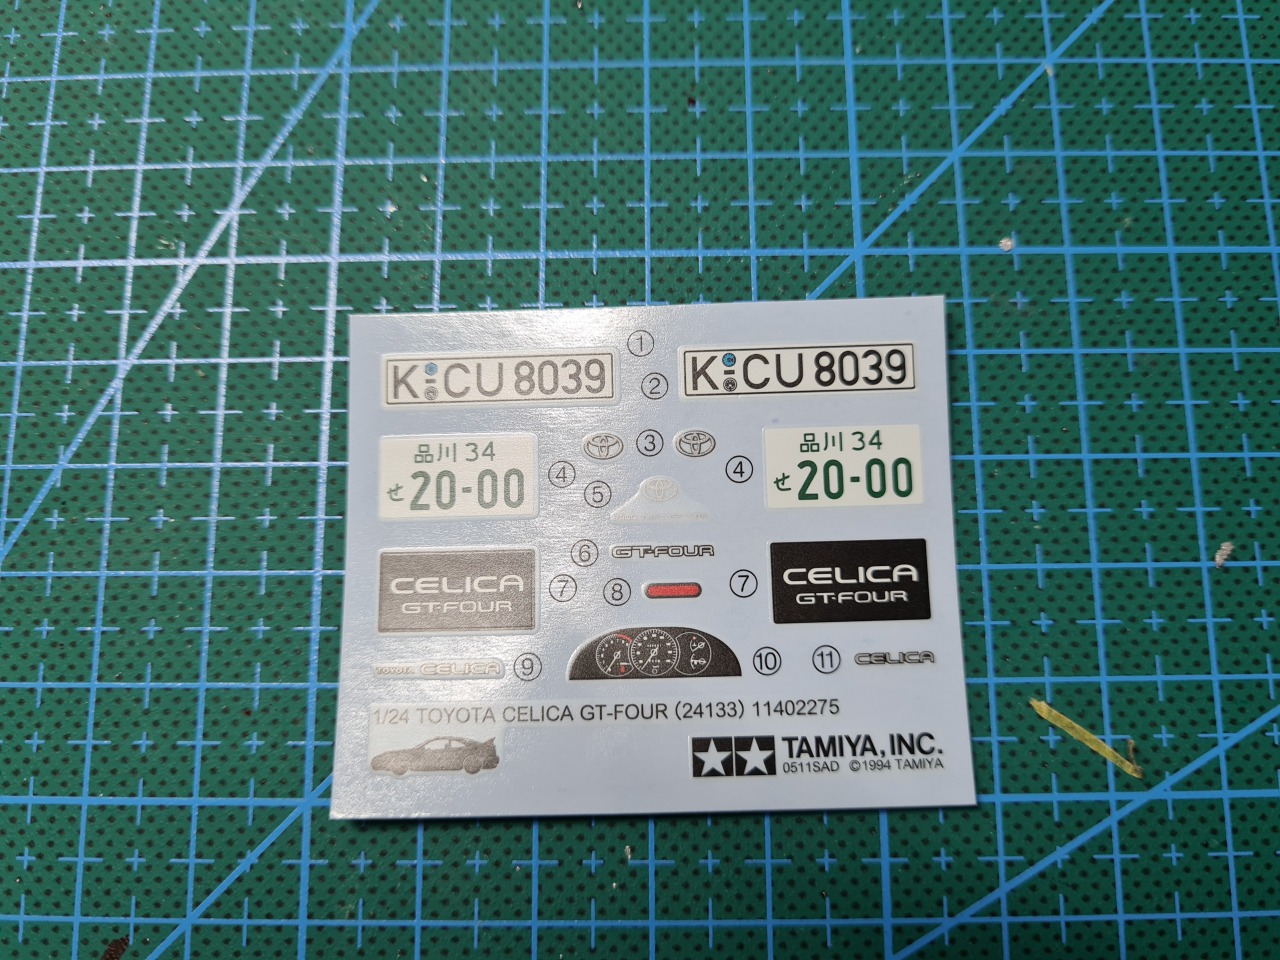 ①
K CU 8039
②
K CU 8039
品川 34
せ 20-00
④
③
⑤
④
品川 34
せ 20-00
⑥
GT-FOUR
CELICA
GT-FOUR
⑦
⑧
⑦
CELICA
GT-FOUR
TOYOTA CELICA
⑨
⑩
⑪
CELICA
1/24 TOYOTA CELICA GT-FOUR (24133) 11402275
TAMIYA, INC.
0511SAD ©1994 TAMIYA